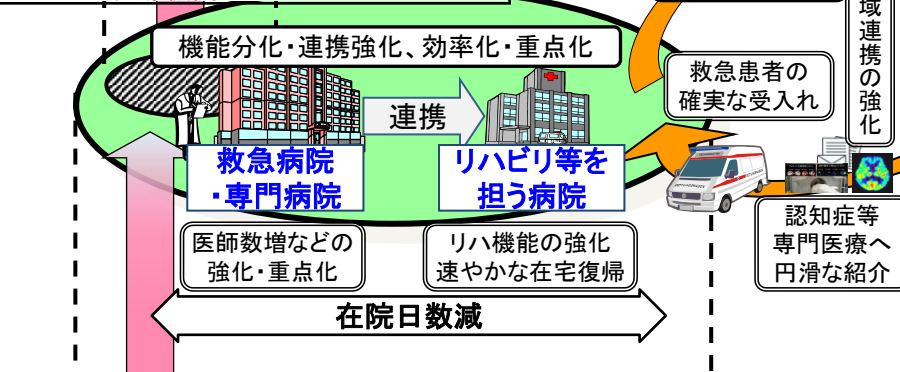 機能分化・連携強化、効率化・重点化
救急患者の
確実な受入れ
域連携の強化
連携
救急病院
・専門病院
リハビリ等を
担う病院
医師数増などの
強化・重点化
リハ機能の強化
速やかな在宅復帰
認知症等
専門医療へ
円滑な紹介
在院日数減